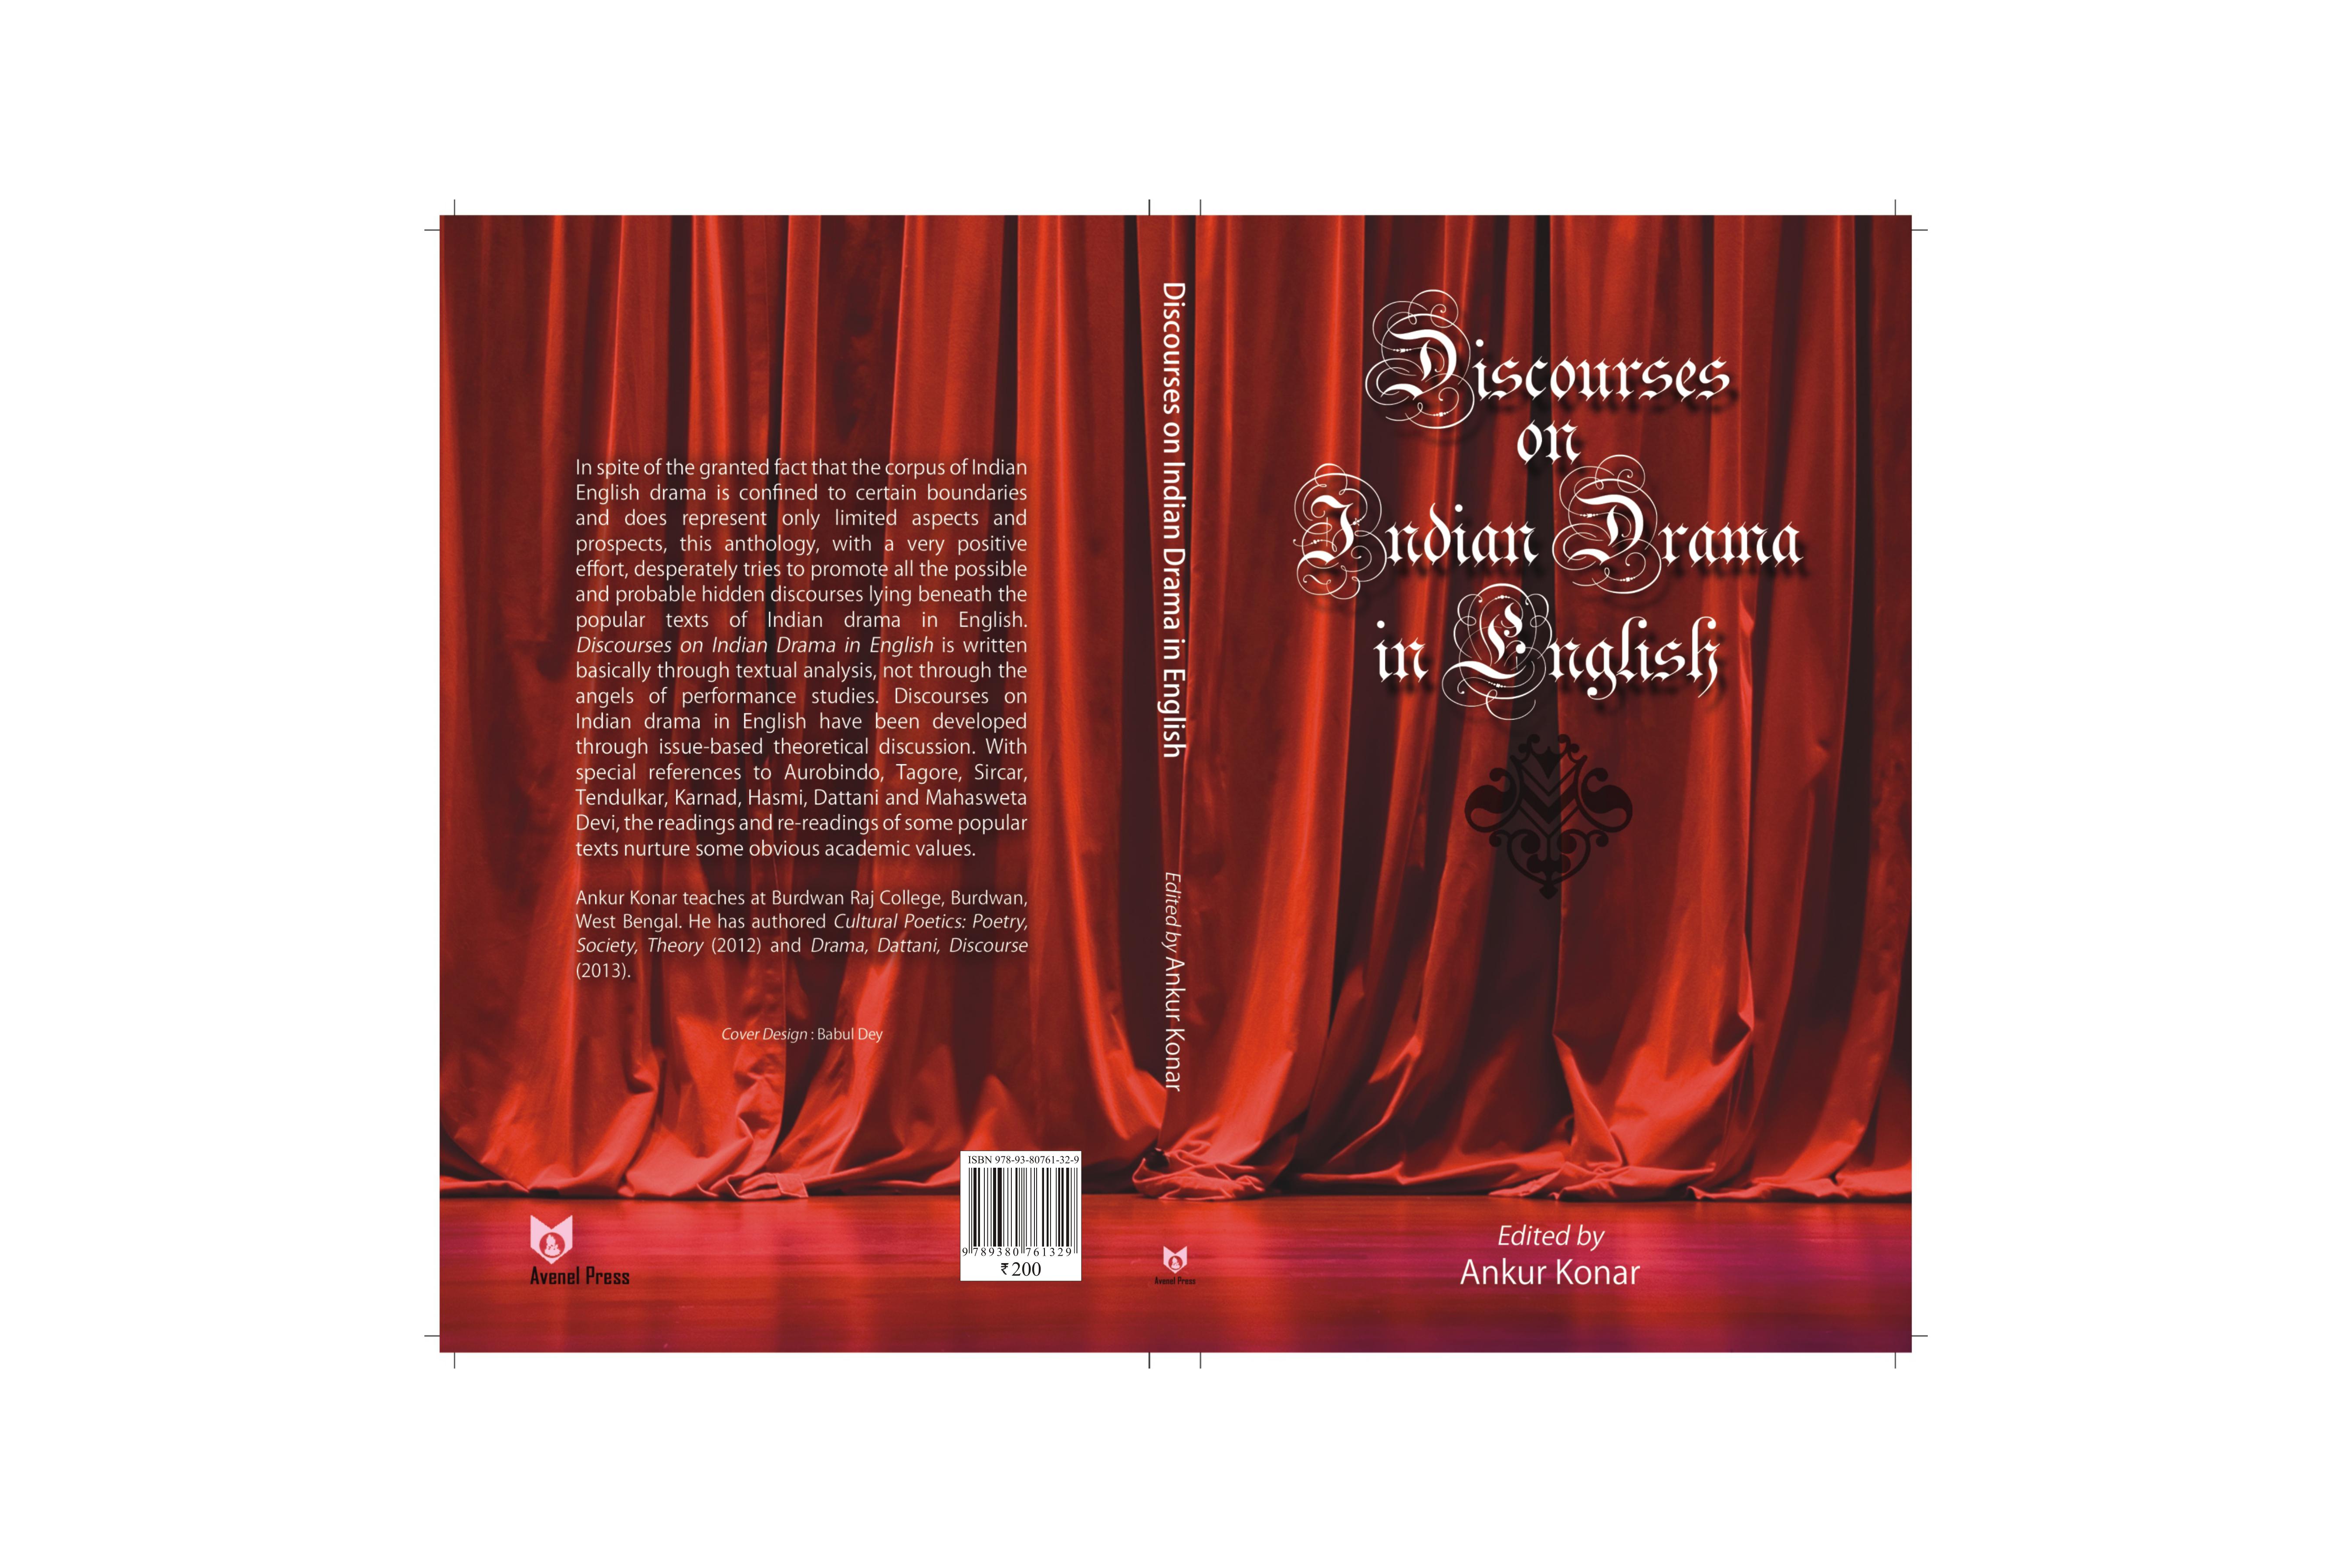 In spite of the granted fact that the corpus of Indian
English drama is confined to certain boundaries
and does represent only limited aspects and
prospects, this anthology, with a very positive
effort, desperately tries to promote all the possible
and probable hidden discourses lying beneath the
popular texts of Indian drama in English.
Discourses on Indian Drama in English is written
basically through textual analysis, not through the
angels of performance studies. Discourses on
Indian drama in English have been developed
through issue-based theoretical discussion. With
special references to Aurobindo, Tagore, Sircar,
Tendulkar, Karnad, Hasmi, Dattani and Mahasweta
Devi, the readings and re-readings of some popular
texts nurture some obvious academic values.
Ankur Konar teaches at Burdwan Raj College, Burdwan,
West Bengal. He has authored Cultural Poetics: Poetry,
Society, Theory (2012) and Drama, Dattani, Discourse
(2013).
Cover Design : Babul Dey
Avenel Press
ISBN 978-93-80761-32-9
9 789380 761329
₹ 200
Discourses on Indian Drama in English
Edited by Ankur Konar
Avenel Press
Discourses
on
Indian Drama
in English
Edited by
Ankur Konar